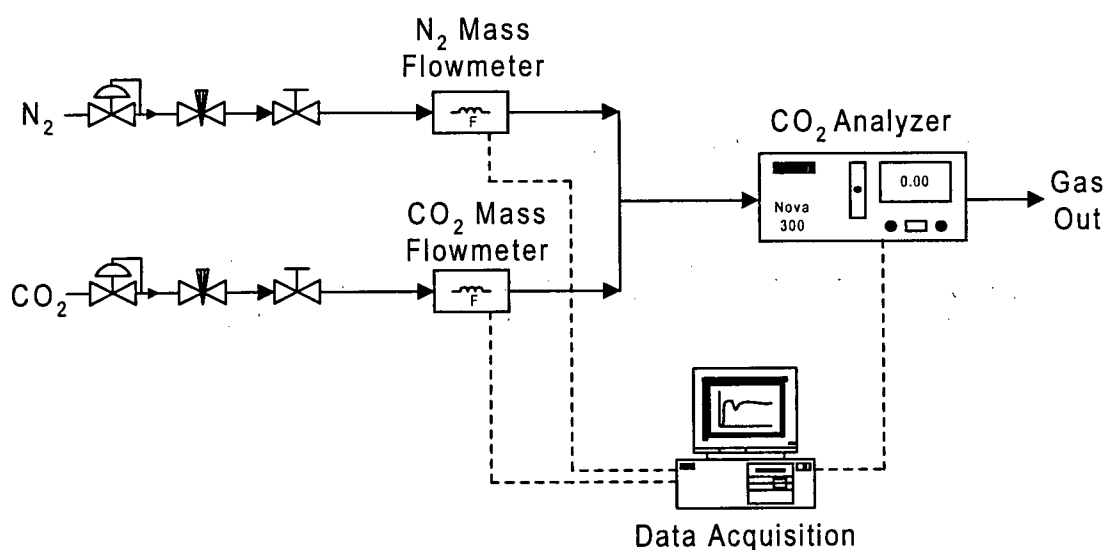 N2 Mass
Flowmeter
N2
F
CO2 Analyzer
0.00
Nova
300
Gas
Out
CO2 Mass
Flowmeter
CO2
F
Data Acquisition